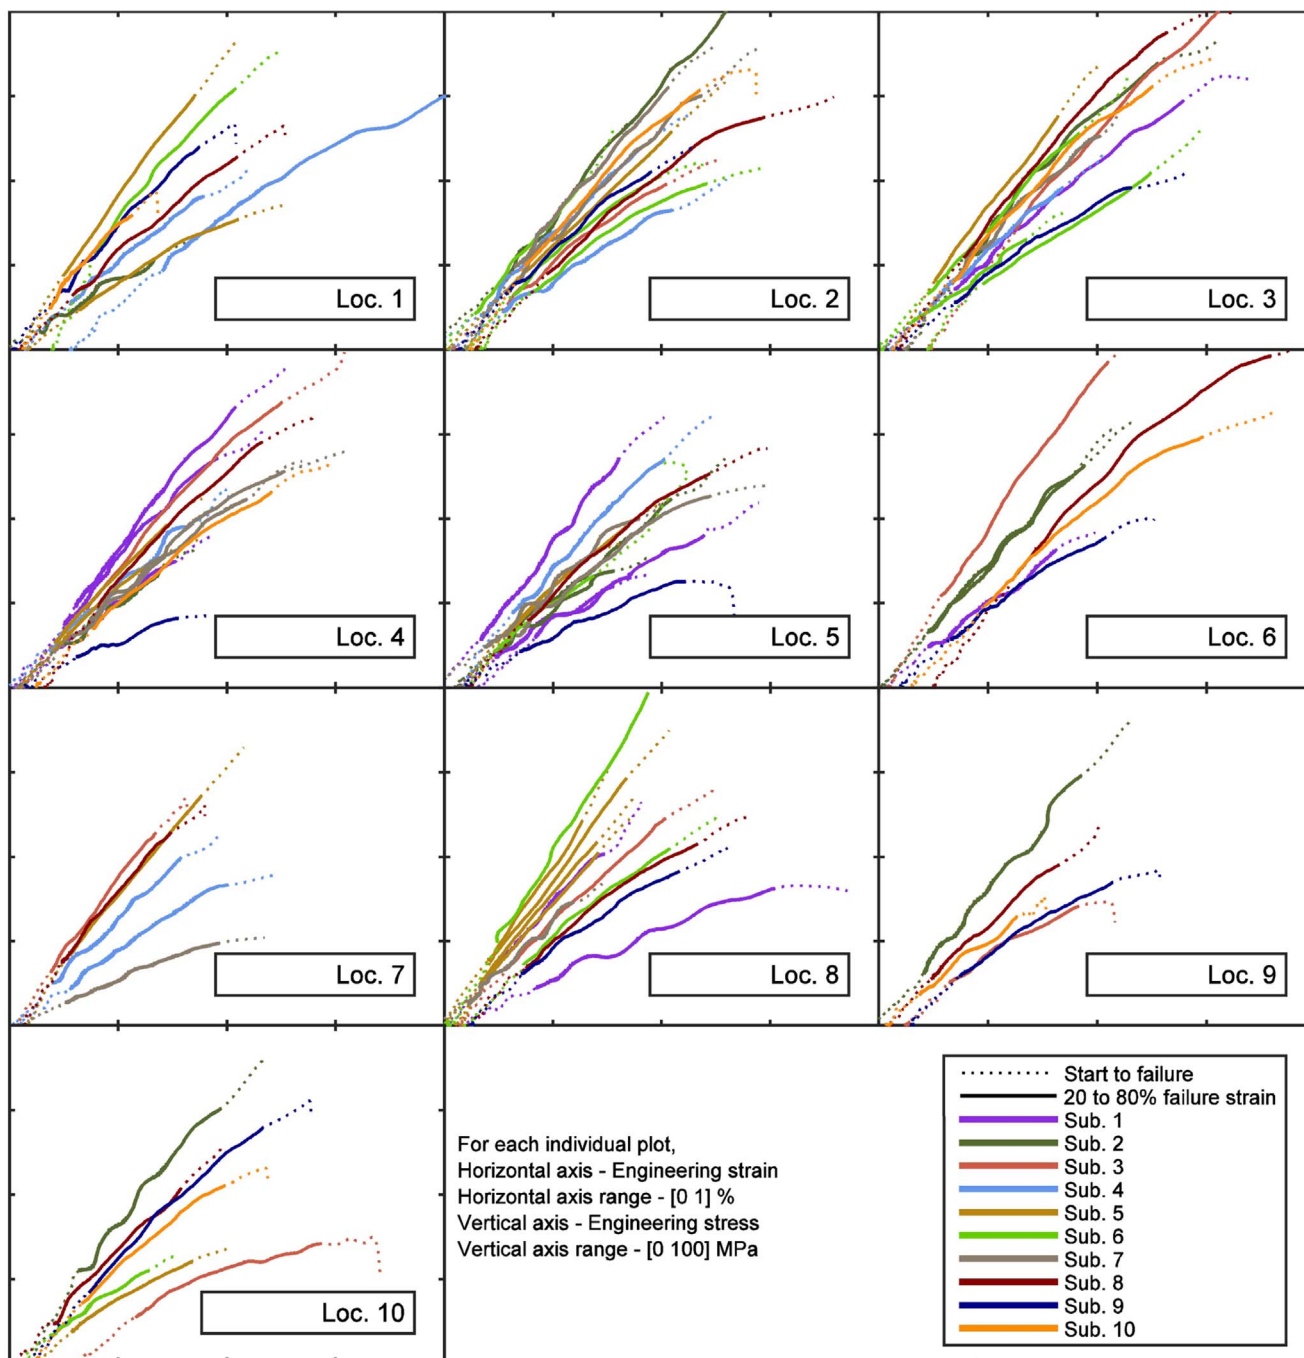 Loc. 1
Loc. 2
Loc. 3
Loc. 4
Loc. 5
Loc. 6
Loc. 7
Loc. 8
Loc. 9
Loc. 10
For each individual plot,
Horizontal axis - Engineering strain
Horizontal axis range - [0 1] %
Vertical axis - Engineering stress
Vertical axis range - [0 100] MPa
Start to failure
20 to 80% failure strain
Sub. 1
Sub. 2
Sub. 3
Sub. 4
Sub. 5
Sub. 6
Sub. 7
Sub. 8
Sub. 9
Sub. 10